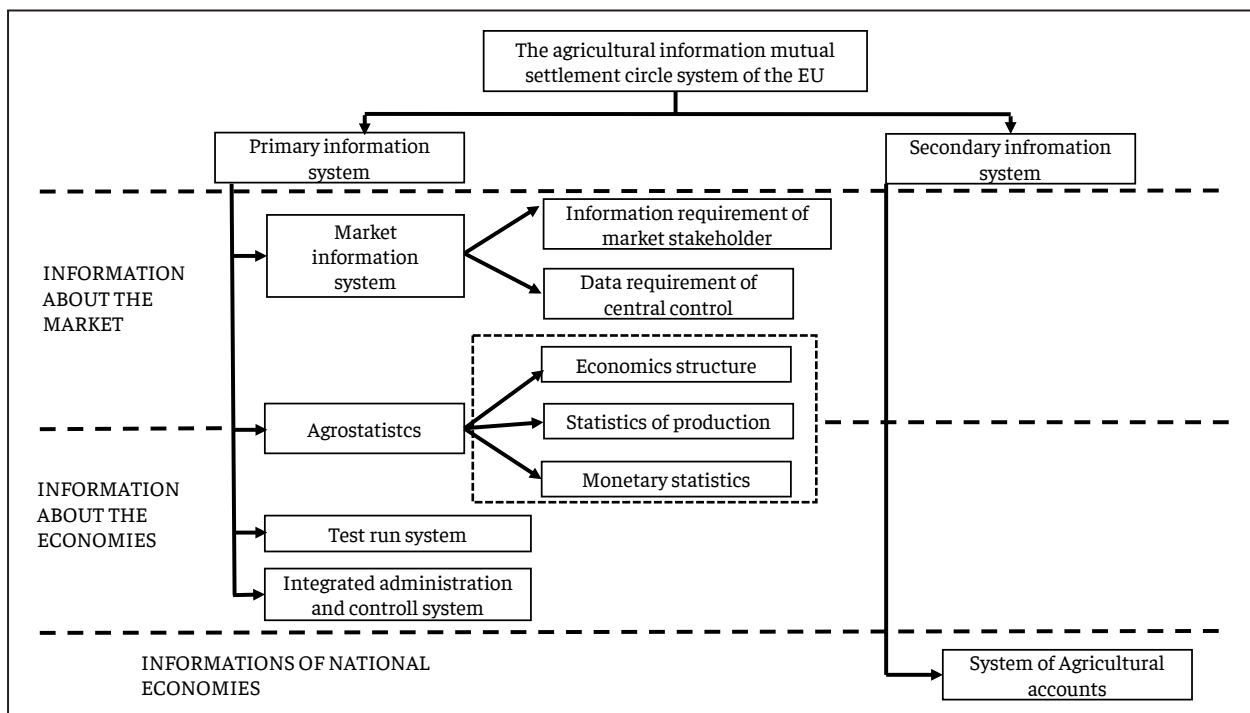 The agricultural information mutual
settlement circle system of the EU
Primary information
system
Secondary infromation
system
INFORMATION
ABOUT THE
MARKET
Market
information
system
Information requirement of
market stakeholder
Data requirement of
central control
Agrostatistcs
Economics structure
Statistics of production
Monetary statistics
INFORMATION
ABOUT THE
ECONOMIES
Test run system
Integrated administration
and controll system
INFORMATIONS OF NATIONAL
ECONOMIES
System of Agricultural
accounts